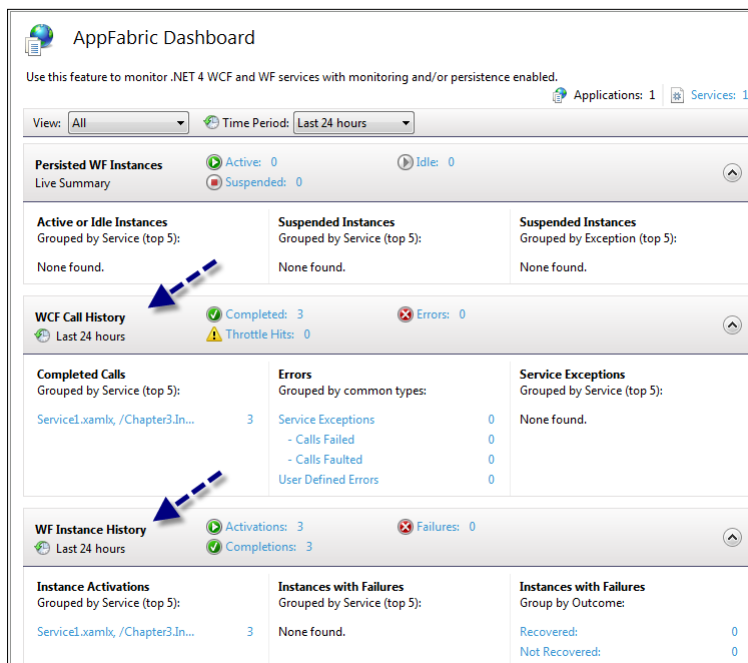 AppFabric Dashboard
Use this feature to monitor .NET 4 WCF and WF services with monitoring and/or persistence enabled.
Applications: 1 Services: 1
View: All Time Period: Last 24 hours
Persisted WF Instances Active: 0 Idle: 0
Live Summary Suspended: 0
Active or Idle Instances Suspended Instances Suspended Instances
Grouped by Service (top 5): Grouped by Service (top 5): Grouped by Exception (top 5):
None found. None found. None found.
WCF Call History Completed: 3 Errors: 0
Last 24 hours Throttle Hits: 0
Completed Calls Errors Service Exceptions
Grouped by Service (top 5): Grouped by common types: Grouped by Service (top 5):
Service1.xamlx, /Chapter3.In... 3 Service Exceptions 0 None found.
- Calls Failed 0
- Calls Faulted 0
User Defined Errors 0
WF Instance History Activations: 3 Failures: 0
Last 24 hours Completions: 3
Instance Activations Instances with Failures Instances with Failures
Grouped by Service (top 5): Grouped by Service (top 5): Group by Outcome:
Service1.xamlx, /Chapter3.In... 3 None found. Recovered: 0
Not Recovered: 0